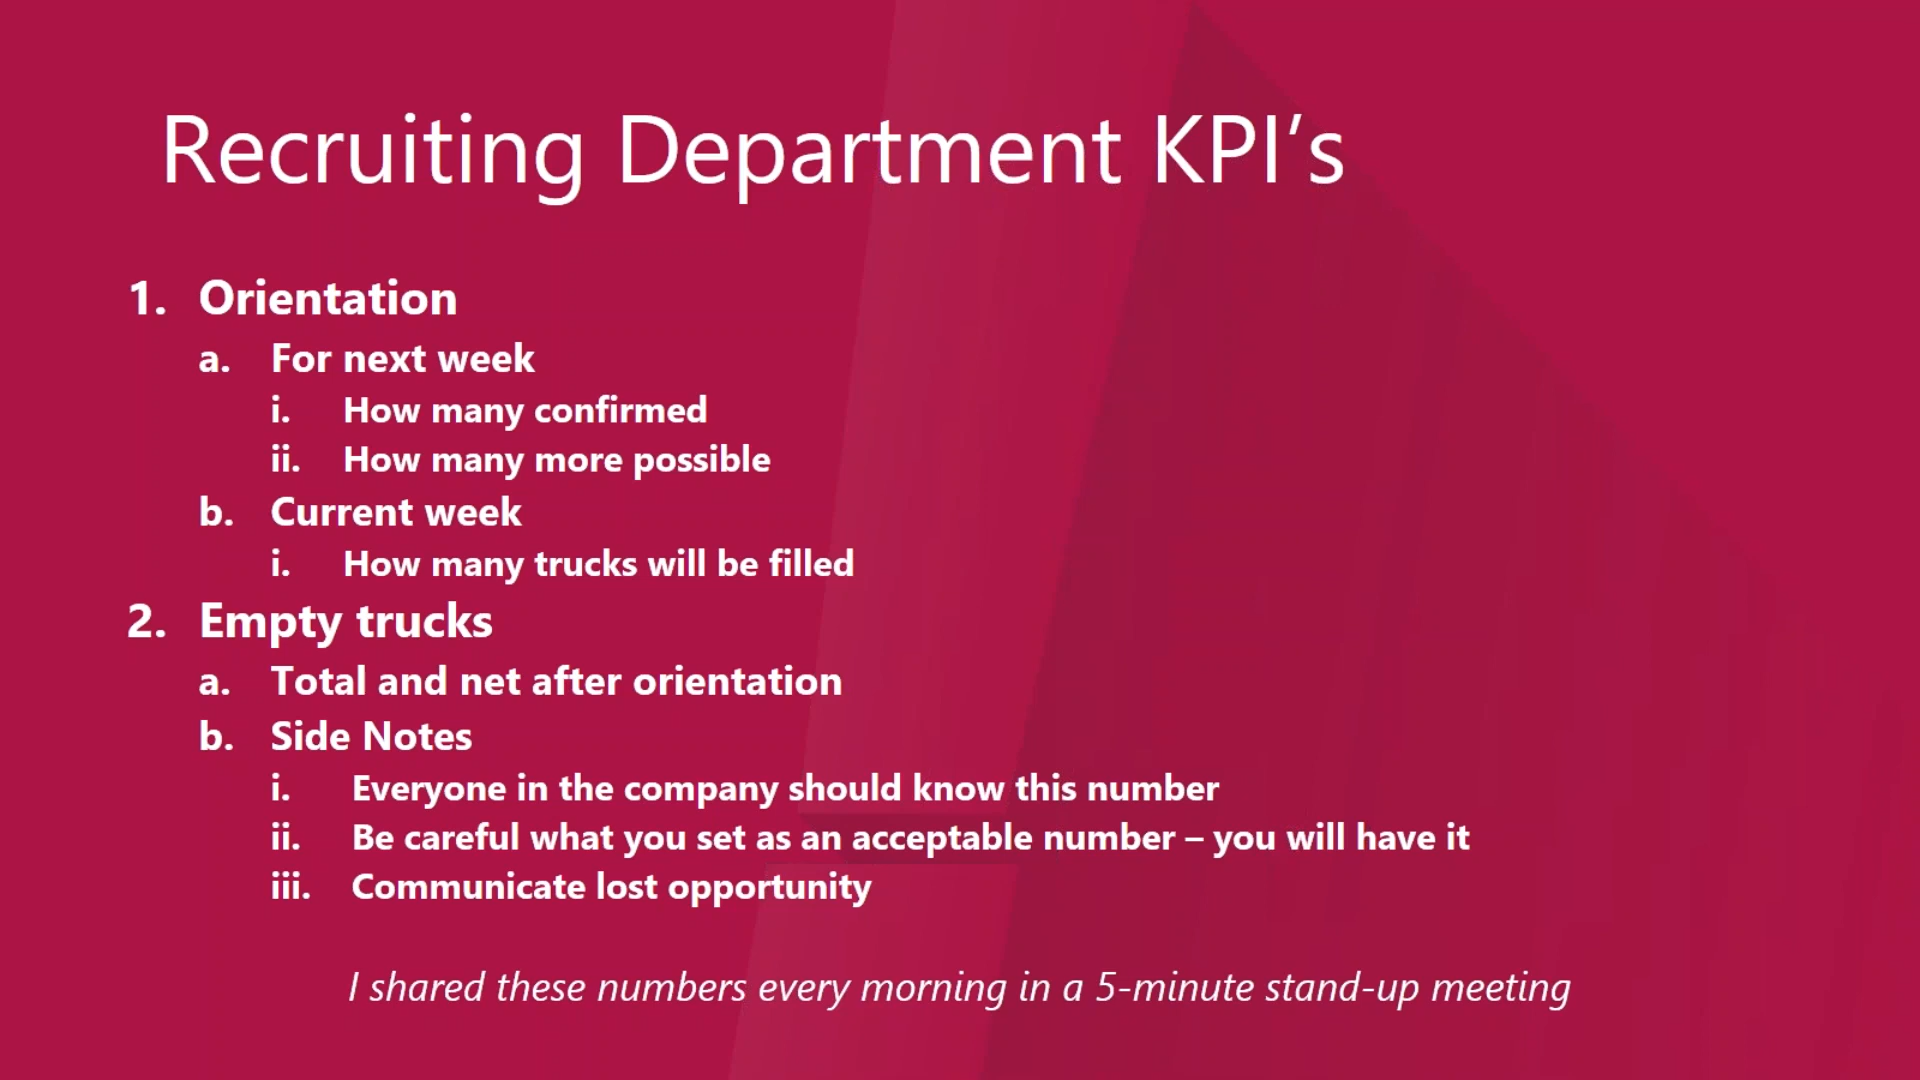 Recruiting Department KPI’s
1. Orientation
a. For next week
i. How many confirmed
ii. How many more possible
b. Current week
i. How many trucks will be filled
2. Empty trucks
a. Total and net after orientation
b. Side Notes
i. Everyone in the company should know this number
ii. Be careful what you set as an acceptable number – you will have it
iii. Communicate lost opportunity
I shared these numbers every morning in a 5-minute stand-up meeting